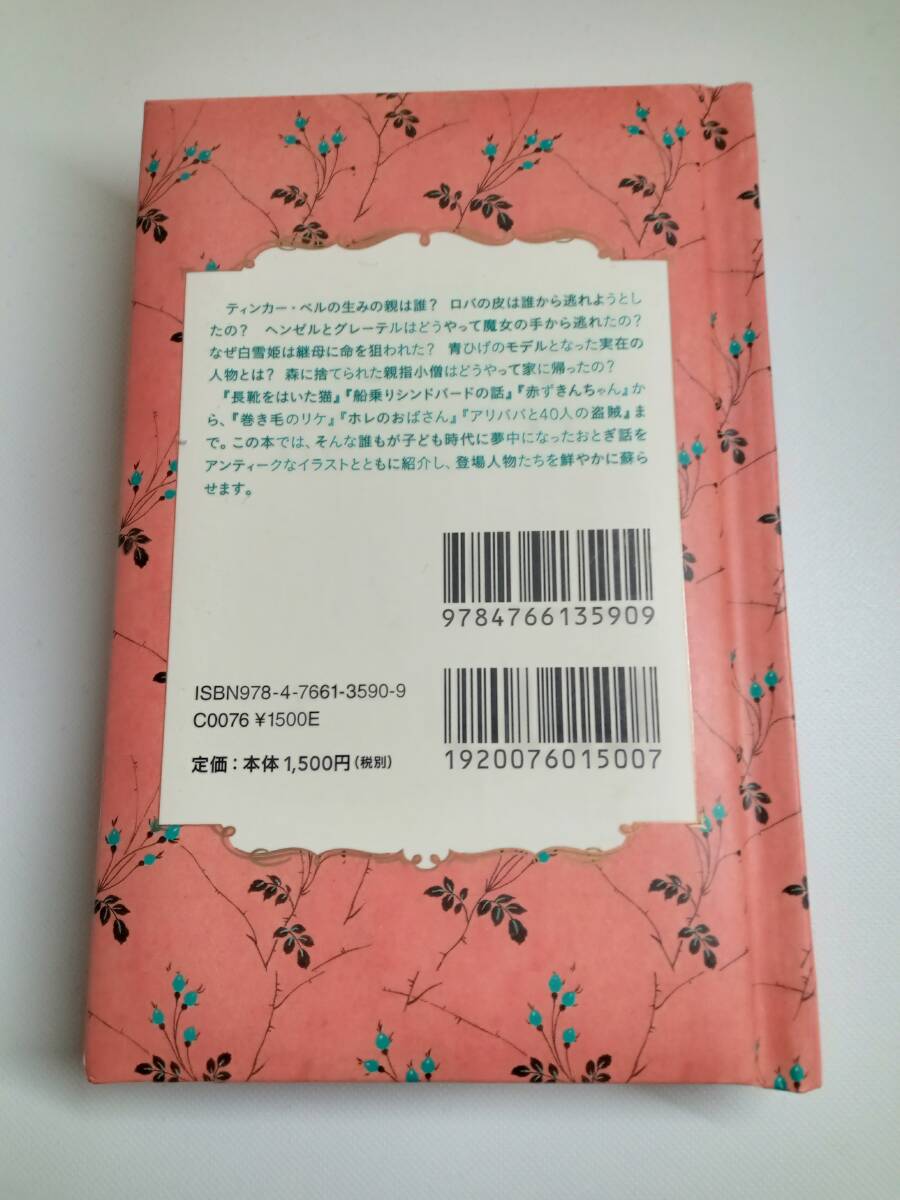 ティンカー・ベルの生みの親は誰? ロバの皮は誰から逃れようとし
たの? ヘンゼルとグレーテルはどうやって魔女の手から逃れたの?
なぜ白雪姫は継母に命を狙われた? 青ひげのモデルとなった実在の
人物とは? 森に捨てられた親指小僧はどうやって家に帰ったの?
『長靴をはいた猫』『船乗りシンドバードの話』『赤ずきんちゃん』か
ら、『巻き毛のリケ』『ホレのおばさん』『アリババと40人の盗賊』ま
で。この本では、そんな誰もが子ども時代に夢中になったおとぎ話を
アンティークなイラストとともに紹介し、登場人物たちを鮮やかに蘇ら
せます。
9784766135909
ISBN978-4-7661-3590-9
C0076 ¥1500E
定価:本体1,500円(税別)
1920076015007